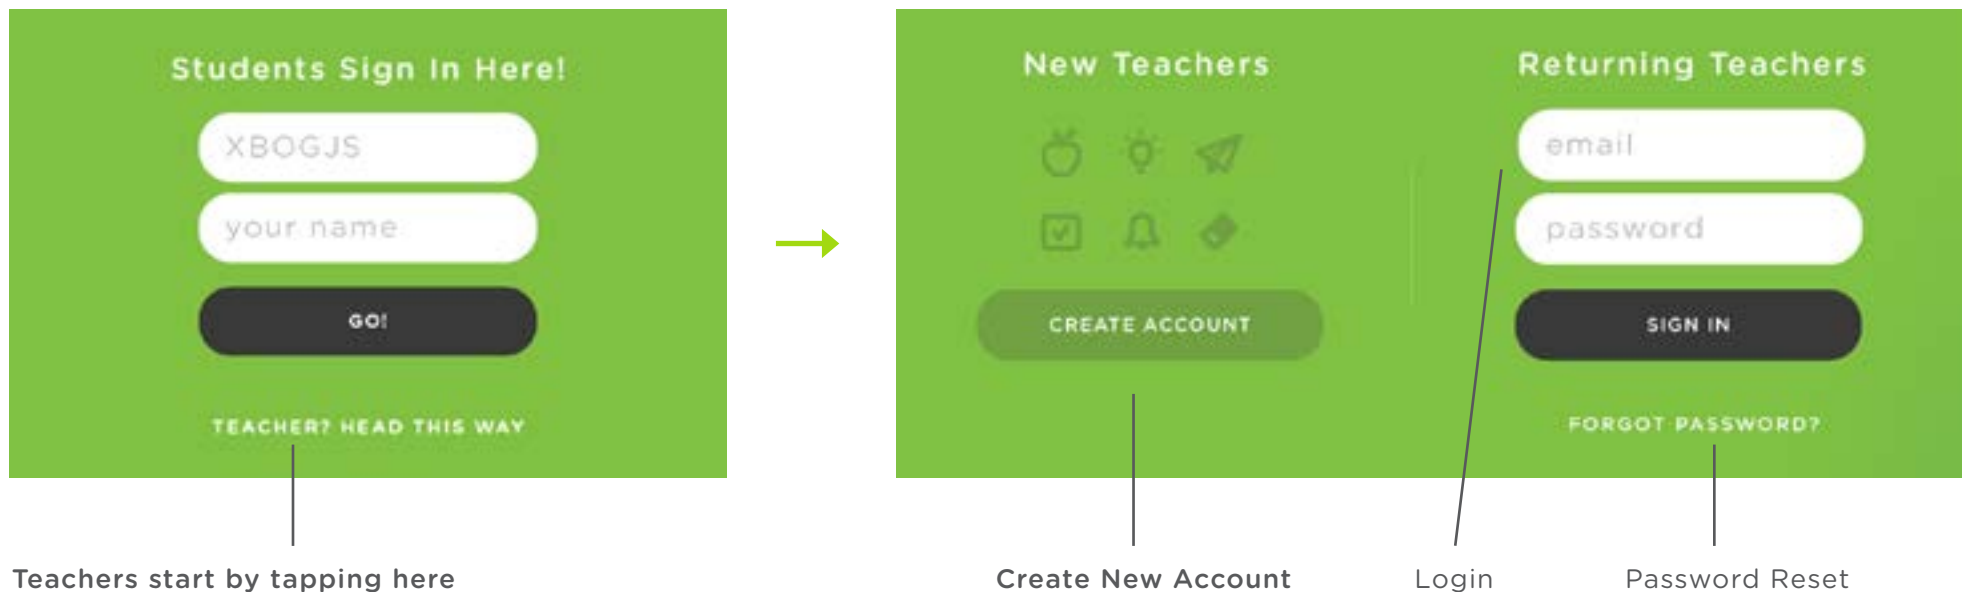 Students Sign In Here!
XBOGJS
your name
GO!
TEACHER? HEAD THIS WAY
Teachers start by tapping here
New Teachers
CREATE ACCOUNT
Create New Account
Returning Teachers
email
password
SIGN IN
FORGOT PASSWORD?
Login
Password Reset